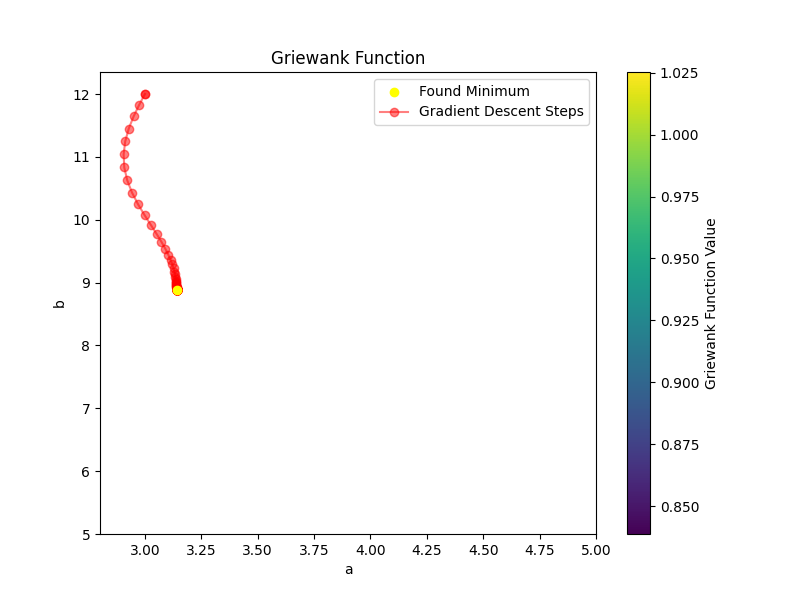 Griewank Function
Found Minimum
Gradient Descent Steps
12
11
10
9
8
7
6
5
b
3.00 3.25 3.50 3.75 4.00 4.25 4.50 4.75 5.00
a
1.025
1.000
0.975
0.950
0.925
0.900
0.875
0.850
Griewank Function Value